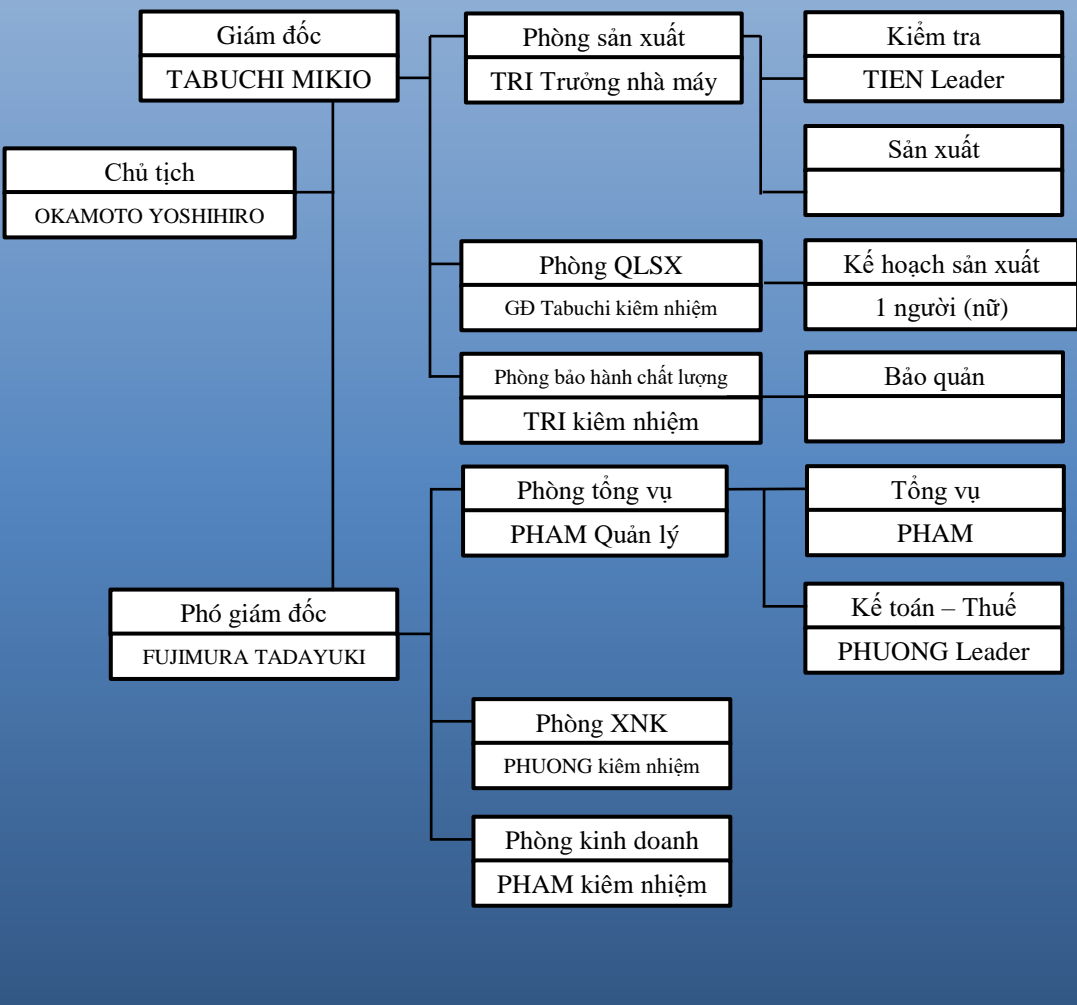 Giám đốc
TABUCHI MIKIO
Chủ tịch
OKAMOTO YOSHIHIRO
Phó giám đốc
FUJIMURA TADAYUKI
Phòng sản xuất
TRI Trưởng nhà máy
Kiểm tra
TIEN Leader
Sản xuất
Phòng QLSX
GĐ Tabuchi kiêm nhiệm
Kế hoạch sản xuất
1 người (nữ)
Phòng bảo hành chất lượng
TRI kiêm nhiệm
Bảo quản
Phòng tổng vụ
PHAM Quản lý
Tổng vụ
PHAM
Kế toán – Thuế
PHUONG Leader
Phòng XNK
PHUONG kiêm nhiệm
Phòng kinh doanh
PHAM kiêm nhiệm